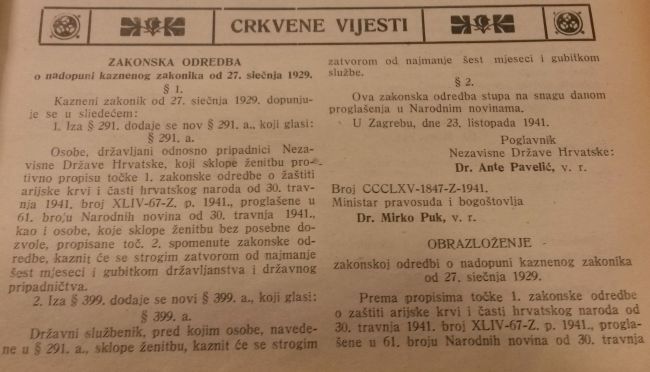 CRKVENE VIJESTI
ZAKONSKA ODREDBA
o nadopuni kaznenog zakonika od 27. siečnja 1929.
§ 1.
Kazneni zakonik od 27. siečnja 1929. dopunju-
je se u sliedećem:
1. Iza § 291. dodaje se nov § 291. a., koji glasi:
§ 291. a.
Osobe, državljani odnosno pripadnici Neza-
visne Države Hrvatske, koji sklope ženitbu pro-
tivno propisu točke 1. zakonske odredbe o žaštiti
arijske krvi i časti hrvatskog naroda od 30. trav-
nja 1941. broj XLIV-67-Z. p. 1941., proglašene u
61. broju Narodnih novina od 30. travnja 1941.,
kao i osobe, koje sklope ženitbu bez posebne do-
zvole, propisane toč. 2. spomenute zakonske od-
redbe, kaznit će se strogim zatvorom od najmanje
šest mjeseci i gubitkom državljanstva i državnog
pripadničtva.
2. Iza § 399. dodaje se novi § 399. a., koji glasi:
§ 399. a.
Državni službenik, pred kojim osobe, navede-
ne u § 291. a., sklope ženitbu, kaznit će se strogim
zatvorom od najmanje šest mjeseci i gubitkom
službe.
§ 2.
Ova zakonska odredba stupa na snagu danom
proglašenja u Narodnim novinama.
U Zagrebu, dne 23. listopada 1941.
Poglavnik
Nezavisne Države Hrvatske:
Dr. Ante Pavelić, v. r.
Broj CCCLXV-1847-Z-1941.
Ministar pravosuđa i bogoštovlja
Dr. Mirko Puk, v. r.
OBRAZLOŽENJE
zakonskoj odredbi o nadopuni kaznenog zakonika
od 27. siečnja 1929.
Prema propisima točke 1. zakonske odredbe
o zaštiti arijske krvi i časti hrvatskog naroda od
30. travnja 1941. broj XLIV-67-Z. p. 1941., progla-
šene u 61. broju Narodnih novina od 30. travnja